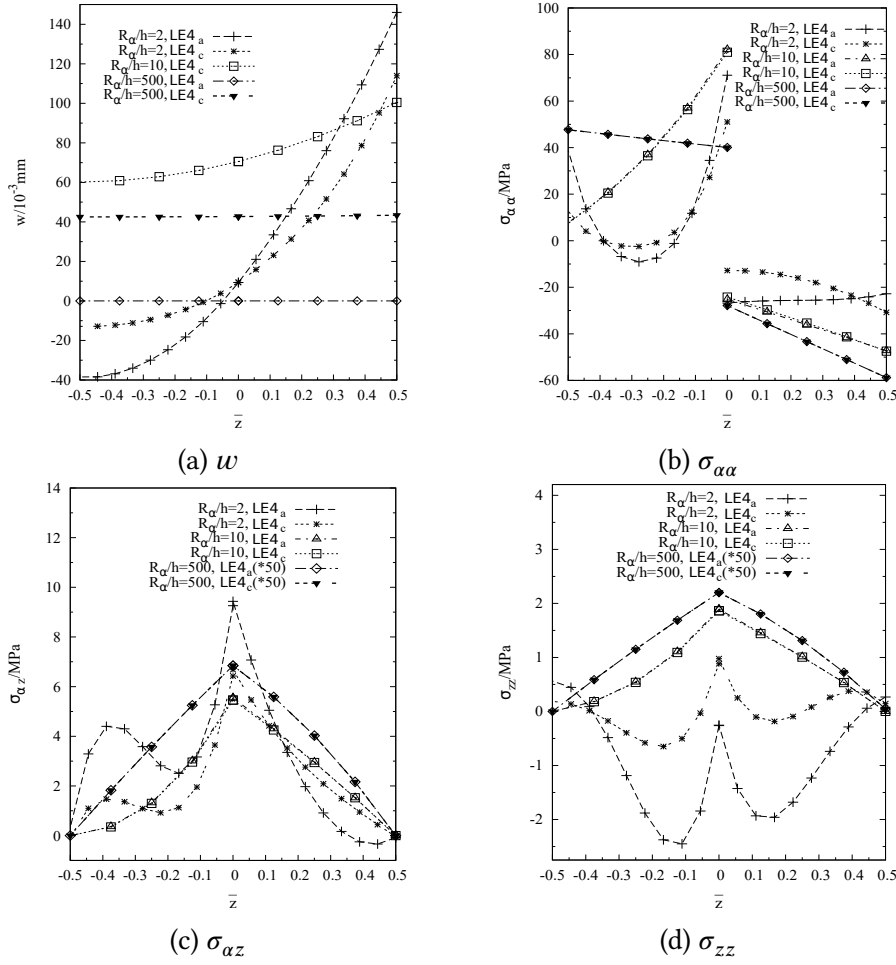 R_α/h=2, LE4_a
R_α/h=2, LE4_c
R_α/h=10, LE4_c
R_α/h=500, LE4_a
R_α/h=500, LE4_c
140
120
100
80
60
40
20
0
-20
-40
w/10^-3 mm
-0.5 -0.4 -0.3 -0.2 -0.1 0 0.1 0.2 0.3 0.4 0.5
z̄
(a) w
R_α/h=2, LE4_a
R_α/h=2, LE4_c
R_α/h=10, LE4_a
R_α/h=10, LE4_c
R_α/h=500, LE4_a
R_α/h=500, LE4_c
100
80
60
40
20
0
-20
-40
-60
σ_αα/MPa
-0.5 -0.4 -0.3 -0.2 -0.1 0 0.1 0.2 0.3 0.4 0.5
z̄
(b) σ_αα
R_α/h=2, LE4_a
R_α/h=2, LE4_c
R_α/h=10, LE4_a
R_α/h=10, LE4_c
R_α/h=500, LE4_a(*50)
R_α/h=500, LE4_c(*50)
14
12
10
8
6
4
2
0
σ_αz/MPa
-0.5 -0.4 -0.3 -0.2 -0.1 0 0.1 0.2 0.3 0.4 0.5
z̄
(c) σ_αz
R_α/h=2, LE4_a
R_α/h=2, LE4_c
R_α/h=10, LE4_a
R_α/h=10, LE4_c
R_α/h=500, LE4_a(*50)
R_α/h=500, LE4_c(*50)
4
3
2
1
0
-1
-2
σ_zz/MPa
-0.5 -0.4 -0.3 -0.2 -0.1 0 0.1 0.2 0.3 0.4 0.5
z̄
(d) σ_zz